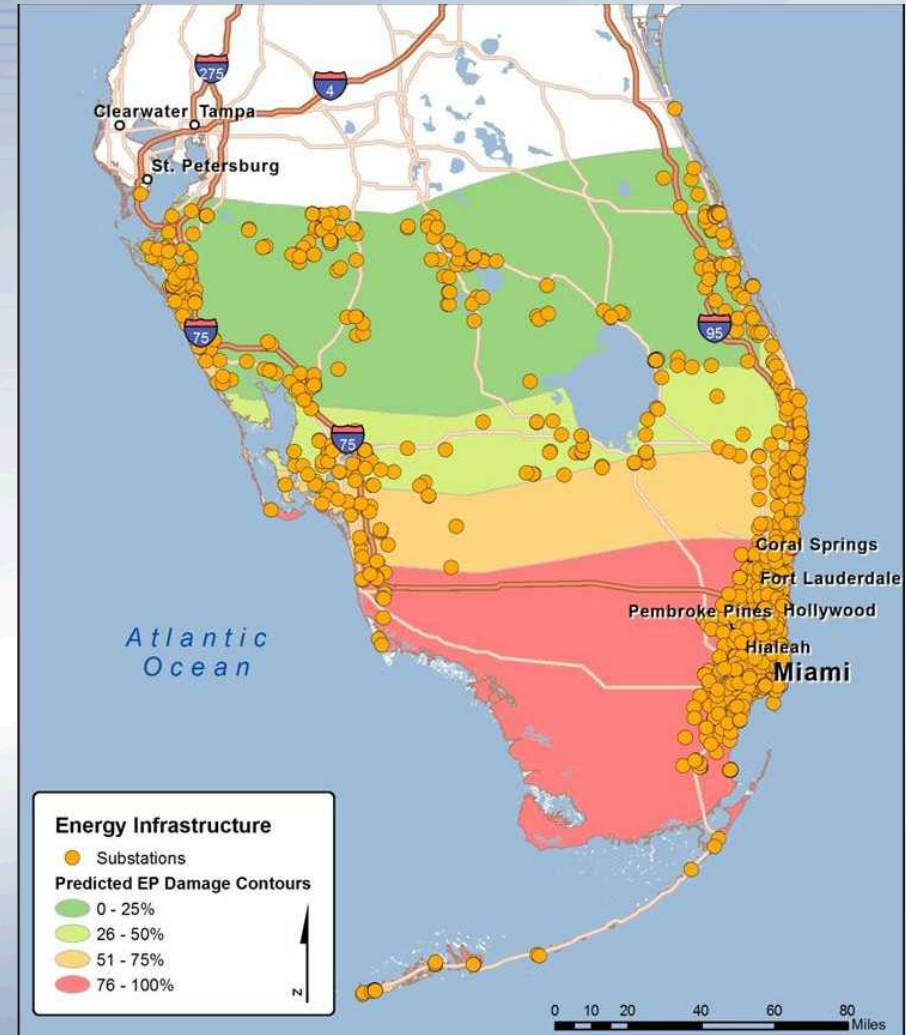 275
4
Clearwater Tampa
St. Petersburg
75
95
75
Coral Springs
Fort Lauderdale
Pembroke Pines Hollywood
Hialeah
Miami
Atlantic
Ocean
Energy Infrastructure
Substations
Predicted EP Damage Contours
0 - 25%
26 - 50%
51 - 75%
76 - 100%
N
0 10 20 40 60 80
Miles